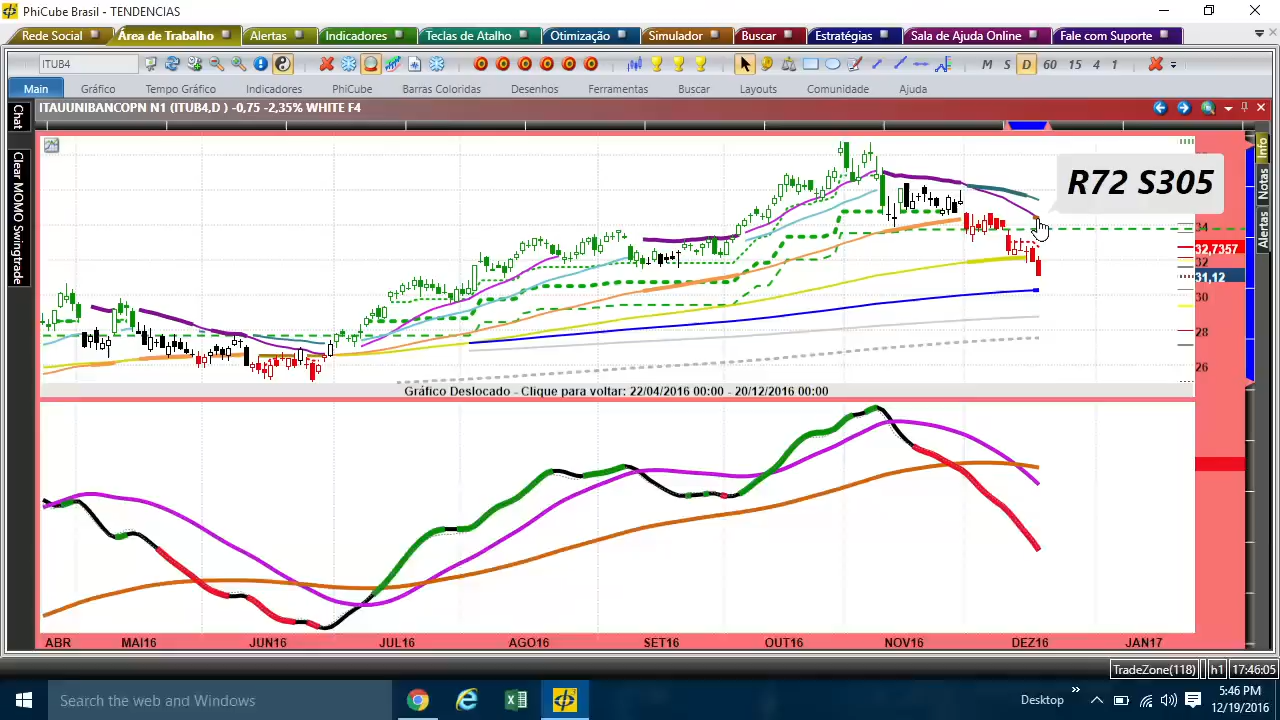 PhiCube Brasil - TENDENCIAS
Rede Social Área de Trabalho Alertas Indicadores Teclas de Atalho Otimização Simulador Buscar Estratégias Sala de Ajuda Online Fale com Suporte
ITUB4 M S D 60 15 4 1
Main Gráfico Tempo Gráfico Indicadores PhiCube Barras Coloridas Desenhos Ferramentas Buscar Layouts Comunidade Ajuda
ITAUUNIBANCOPN N1 (ITUB4,D ) -0,75 -2,35% WHITE F4
Chat
Clear MOMO Swingtrade
Info
Notas
Alertas
R72 S305
34
32,7357
32
31,12
30
28
26
Gráfico Deslocado - Clique para voltar: 22/04/2016 00:00 - 20/12/2016 00:00
ABR MAI16 JUN16 JUL16 AGO16 SET16 OUT16 NOV16 DEZ16 JAN17
TradeZone(118) h1 17:46:05
Search the web and Windows
Desktop
5:46 PM
12/19/2016